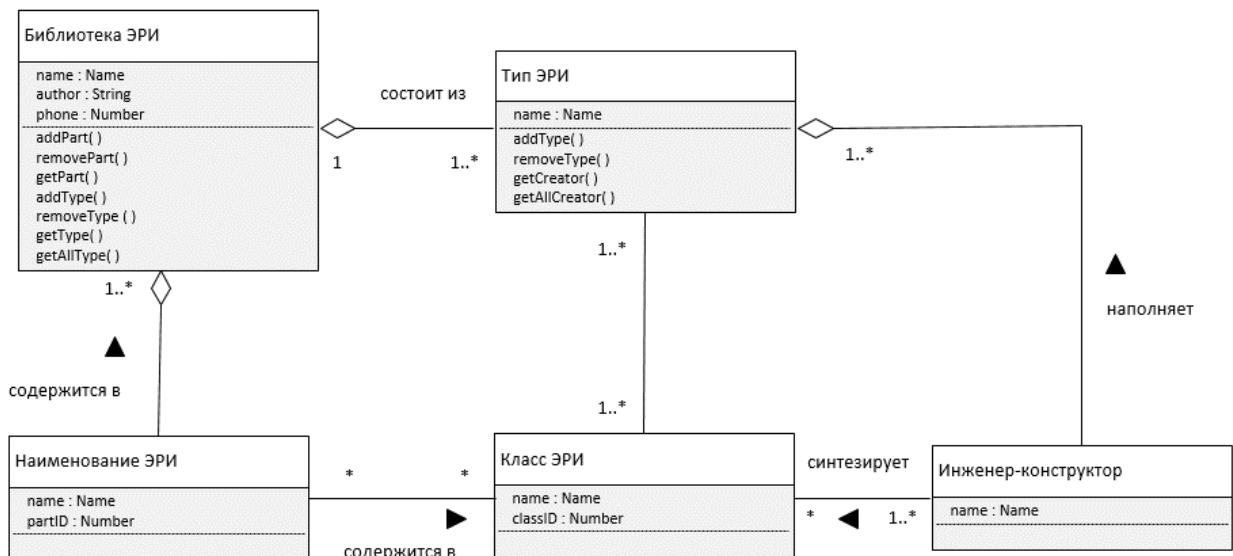 Библиотека ЭРИ
name : Name
author : String
phone : Number
addPart( )
removePart( )
getPart( )
addType( )
removeType ( )
getType( )
getAllType( )
состоит из
1
1..*
Тип ЭРИ
name : Name
addType( )
removeType( )
getCreator( )
getAllCreator( )
1..*
1..*
наполняет
1..*
содержится в
1..*
Наименование ЭРИ
name : Name
partID : Number
*
*
содержится в
1..*
Класс ЭРИ
name : Name
classID : Number
синтезирует
*
1..*
Инженер-конструктор
name : Name